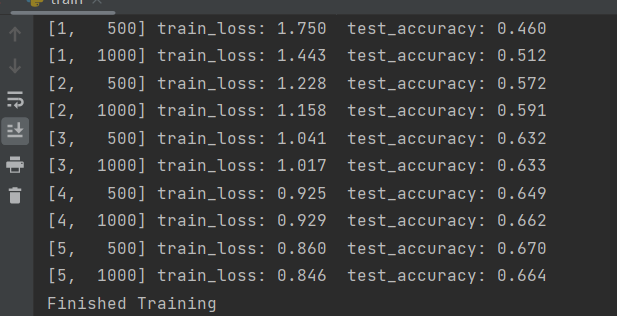 train
[1,   500] train_loss: 1.750  test_accuracy: 0.460
[1,  1000] train_loss: 1.443  test_accuracy: 0.512
[2,   500] train_loss: 1.228  test_accuracy: 0.572
[2,  1000] train_loss: 1.158  test_accuracy: 0.591
[3,   500] train_loss: 1.041  test_accuracy: 0.632
[3,  1000] train_loss: 1.017  test_accuracy: 0.633
[4,   500] train_loss: 0.925  test_accuracy: 0.649
[4,  1000] train_loss: 0.929  test_accuracy: 0.662
[5,   500] train_loss: 0.860  test_accuracy: 0.670
[5,  1000] train_loss: 0.846  test_accuracy: 0.664
Finished Training